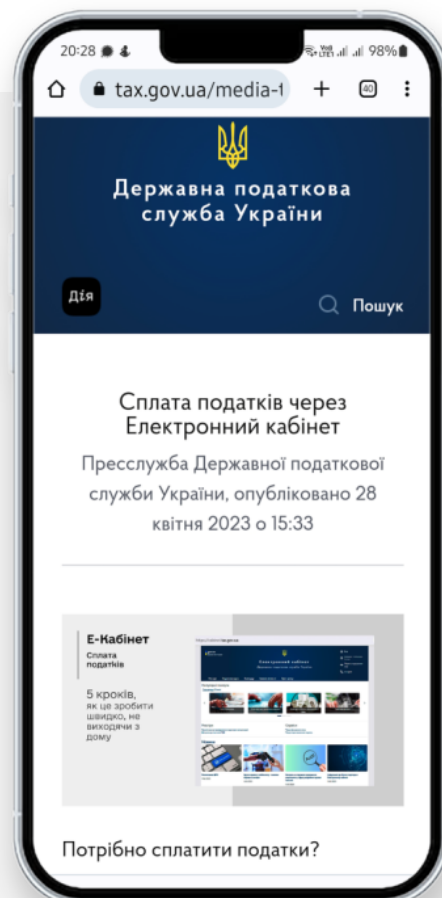 20:28
98%
tax.gov.ua/media-t
40
Державна податкова
служба України
Дія
Пошук
Сплата податків через
Електронний кабінет
Пресслужба Державної податкової
служби України, опубліковано 28
квітня 2023 о 15:33
Е-Кабінет
Сплата
податків
5 кроків,
як це зробити
швидко, не
виходячи з
дому
Електронний кабінет
Потрібно сплатити податки?